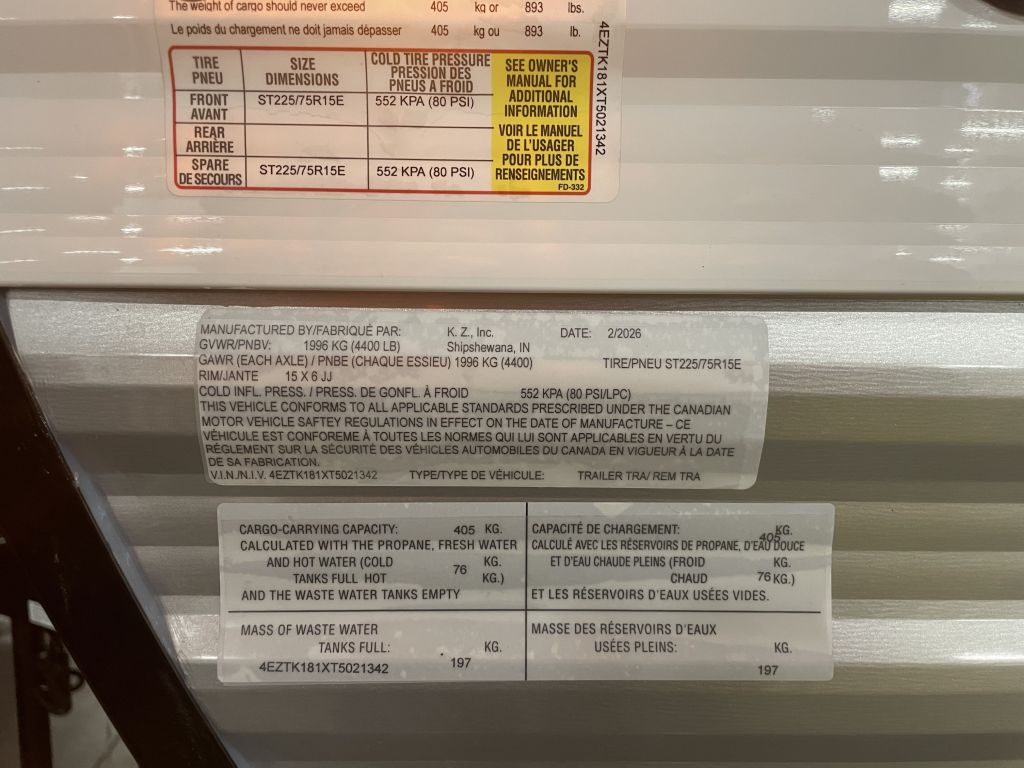 The weight of cargo should never exceed 405 kg or 893 lbs.
Le poids du chargement ne doit jamais dépasser 405 kg ou 893 lb.
TIRE PNEU SIZE DIMENSIONS COLD TIRE PRESSURE PRESSION DES PNEUS A FROID
FRONT AVANT ST225/75R15E 552 KPA (80 PSI)
REAR ARRIÈRE
SPARE DE SECOURS ST225/75R15E 552 KPA (80 PSI)
SEE OWNER'S
MANUAL FOR
ADDITIONAL
INFORMATION
VOIR LE MANUEL
DE L'USAGER
POUR PLUS DE
RENSEIGNEMENTS
FD-332
4EZTK181XT5021342
MANUFACTURED BY/FABRIQUÉ PAR: K. Z., Inc. DATE: 2/2026
GVWR/PNBV: 1996 KG (4400 LB) Shipshewana, IN
GAWR (EACH AXLE) / PNBE (CHAQUE ESSIEU) 1996 KG (4400) TIRE/PNEU ST225/75R15E
RIM/JANTE 15 X 6 JJ
COLD INFL. PRESS. / PRESS. DE GONFL. À FROID 552 KPA (80 PSI/LPC)
THIS VEHICLE CONFORMS TO ALL APPLICABLE STANDARDS PRESCRIBED UNDER THE CANADIAN
MOTOR VEHICLE SAFTEY REGULATIONS IN EFFECT ON THE DATE OF MANUFACTURE – CE
VÉHICULE EST CONFOREME À TOUTES LES NORMES QUI LUI SONT APPLICABLES EN VERTU DU
RÉGLEMENT SUR LA SÉCURITÉ DES VÉHICLES AUTOMOBILES DU CANADA EN VIGUEUR À LA DATE
DE SA FABRICATION.
V.I.N./N.I.V. 4EZTK181XT5021342 TYPE/TYPE DE VÉHICULE: TRAILER TRA/ REM TRA
CARGO-CARRYING CAPACITY: 405 KG.
CALCULATED WITH THE PROPANE, FRESH WATER
AND HOT WATER (COLD KG.
TANKS FULL HOT 76 KG.)
AND THE WASTE WATER TANKS EMPTY
CAPACITÉ DE CHARGEMENT: 405 KG.
CALCULÉ AVEC LES RÉSERVOIRS DE PROPANE, D'EAU DOUCE
ET D'EAU CHAUDE PLEINS (FROID KG.
CHAUD 76 KG.)
ET LES RÉSERVOIRS D'EAUX USÉES VIDES.
MASS OF WASTE WATER
TANKS FULL: KG.
4EZTK181XT5021342 197
MASSE DES RÉSERVOIRS D'EAUX
USÉES PLEINS: KG.
197